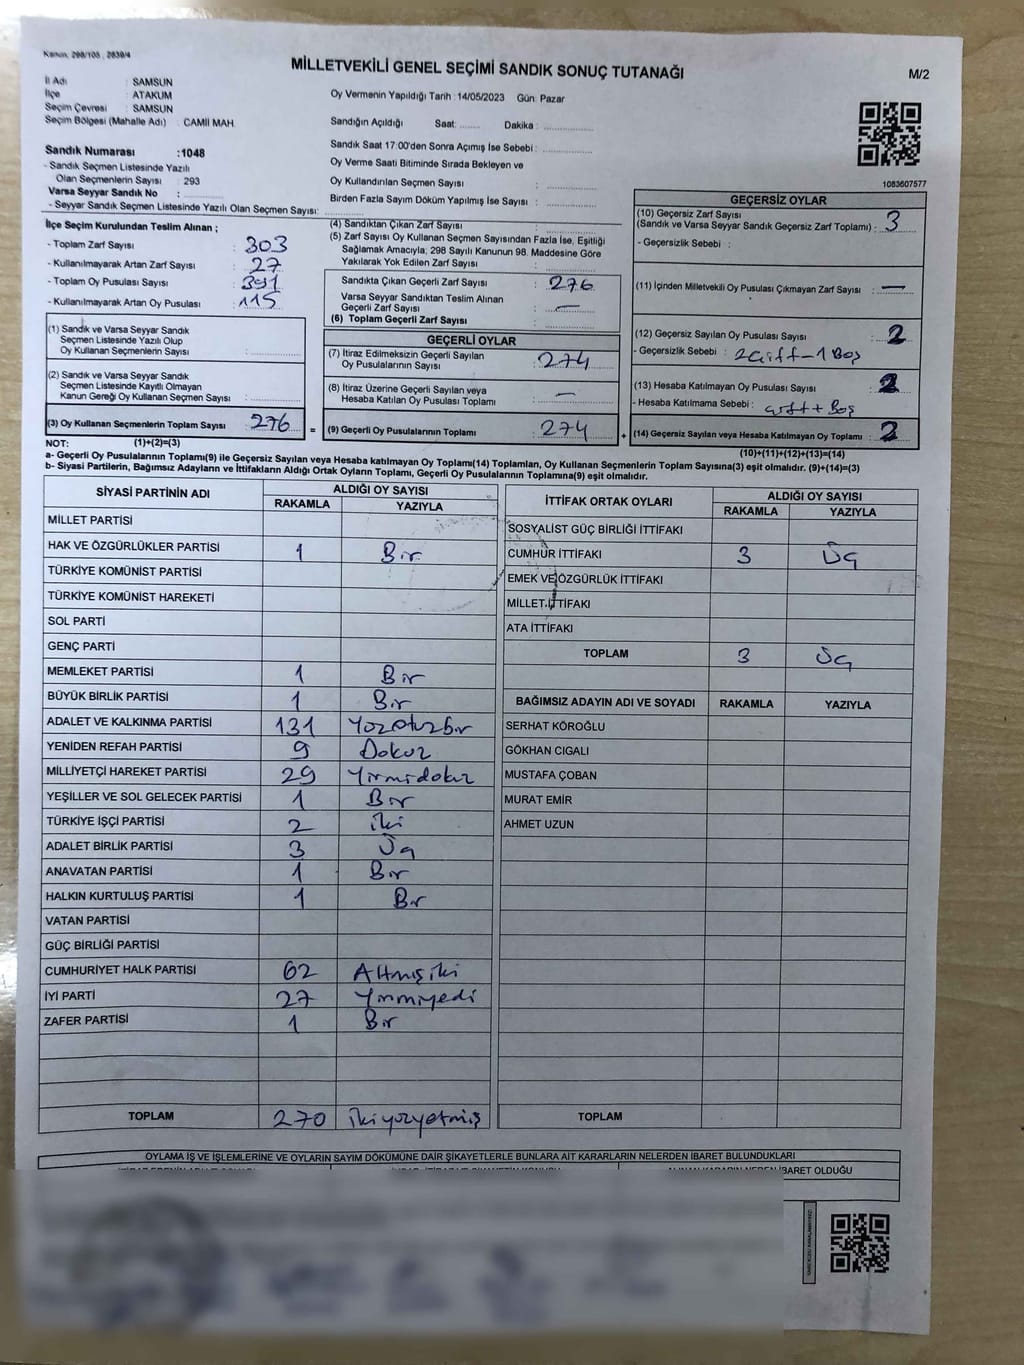 Kanun, 298/105 , 2839/4
MİLLETVEKİLİ GENEL SEÇİMİ SANDIK SONUÇ TUTANAĞI
M/2
İl Adı : SAMSUN
İlçe : ATAKUM
Seçim Çevresi : SAMSUN
Seçim Bölgesi (Mahalle Adı) : CAMİİ MAH.
Oy Vermenin Yapıldığı Tarih :14/05/2023 Gün: Pazar
Sandığın Açıldığı Saat: ........ Dakika : ................
Sandık Saat 17:00'den Sonra Açımış İse Sebebi : ................
Oy Verme Saati Bitiminde Sırada Bekleyen ve
Oy Kullandırılan Seçmen Sayısı : ................
Birden Fazla Sayım Döküm Yapılmış İse Sayısı : ................
Sandık Numarası :1048
- Sandık Seçmen Listesinde Yazılı
Olan Seçmenlerin Sayısı : 293
Varsa Seyyar Sandık No : ............
- Seyyar Sandık Seçmen Listesinde Yazılı Olan Seçmen Sayısı: ............
1083607577
İlçe Seçim Kurulundan Teslim Alınan ;
- Toplam Zarf Sayısı : 303
- Kullanılmayarak Artan Zarf Sayısı : 27
- Toplam Oy Pusulası Sayısı : 391
- Kullanılmayarak Artan Oy Pusulası : 115
(1) Sandık ve Varsa Seyyar Sandık
Seçmen Listesinde Yazılı Olup
Oy Kullanan Seçmenlerin Sayısı : ................
(2) Sandık ve Varsa Seyyar Sandık
Seçmen Listesinde Kayıtlı Olmayan
Kanun Gereği Oy Kullanan Seçmen Sayısı : ................
(3) Oy Kullanan Seçmenlerin Toplam Sayısı : 276 =
(4) Sandıktan Çıkan Zarf Sayısı : ................
(5) Zarf Sayısı Oy Kullanan Seçmen Sayısından Fazla İse, Eşitliği
Sağlamak Amacıyla; 298 Sayılı Kanunun 98. Maddesine Göre
Yakılarak Yok Edilen Zarf Sayısı : ................
Sandıkta Çıkan Geçerli Zarf Sayısı : 276
Varsa Seyyar Sandıktan Teslim Alınan
Geçerli Zarf Sayısı : —
(6) Toplam Geçerli Zarf Sayısı : ................
GEÇERLİ OYLAR
(7) İtiraz Edilmeksizin Geçerli Sayılan
Oy Pusulalarının Sayısı : 274
(8) İtiraz Üzerine Geçerli Sayılan veya
Hesaba Katılan Oy Pusulası Toplamı : —
(9) Geçerli Oy Pusulalarının Toplamı : 274 +
GEÇERSİZ OYLAR
(10) Geçersiz Zarf Sayısı
(Sandık ve Varsa Seyyar Sandık Geçersiz Zarf Toplamı) : 3
- Geçersizlik Sebebi :
(11) İçinden Milletvekili Oy Pusulası Çıkmayan Zarf Sayısı : —
(12) Geçersiz Sayılan Oy Pusulası Sayısı : 2
- Geçersizlik Sebebi : 2 Çift - 1 Boş
(13) Hesaba Katılmayan Oy Pusulası Sayısı : 2
- Hesaba Katılmama Sebebi : çift + Boş
(14) Geçersiz Sayılan veya Hesaba Katılmayan Oy Toplamı : 2
NOT: (1)+(2)=(3)
(10)+(11)+(12)+(13)=(14)
a- Geçerli Oy Pusulalarının Toplamı(9) ile Geçersiz Sayılan veya Hesaba Katılmayan Oy Toplamı(14) Toplamları, Oy Kullanan Seçmenlerin Toplam Sayısına(3) eşit olmalıdır. (9)+(14)=(3)
b- Siyasi Partilerin, Bağımsız Adayların ve İttifakların Aldığı Ortak Oyların Toplamı, Geçerli Oy Pusulalarının Toplamına(9) eşit olmalıdır.
SİYASİ PARTİNİN ADI ALDIĞI OY SAYISI
RAKAMLA YAZIYLA
MİLLET PARTİSİ
HAK VE ÖZGÜRLÜKLER PARTİSİ 1 Bir
TÜRKİYE KOMÜNİST PARTİSİ
TÜRKİYE KOMÜNİST HAREKETİ
SOL PARTİ
GENÇ PARTİ
MEMLEKET PARTİSİ 1 Bir
BÜYÜK BİRLİK PARTİSİ 1 Bir
ADALET VE KALKINMA PARTİSİ 131 Yüzotuzbir
YENİDEN REFAH PARTİSİ 9 Dokuz
MİLLİYETÇİ HAREKET PARTİSİ 29 Yirmidokuz
YEŞİLLER VE SOL GELECEK PARTİSİ 1 Bir
TÜRKİYE İŞÇİ PARTİSİ 2 iki
ADALET BİRLİK PARTİSİ 3 Üç
ANAVATAN PARTİSİ 1 Bir
HALKIN KURTULUŞ PARTİSİ 1 Bir
VATAN PARTİSİ
GÜÇ BİRLİĞİ PARTİSİ
CUMHURİYET HALK PARTİSİ 62 Altmışiki
İYİ PARTİ 27 Yirmiyedi
ZAFER PARTİSİ 1 Bir
TOPLAM 270 ikiyüzyetmiş
İTTİFAK ORTAK OYLARI ALDIĞI OY SAYISI
RAKAMLA YAZIYLA
SOSYALİST GÜÇ BİRLİĞİ İTTİFAKI
CUMHUR İTTİFAKI 3 Üç
EMEK VE ÖZGÜRLÜK İTTİFAKI
MİLLET İTTİFAKI
ATA İTTİFAKI
TOPLAM 3 Üç
BAĞIMSIZ ADAYIN ADI VE SOYADI RAKAMLA YAZIYLA
SERHAT KÖROĞLU
GÖKHAN CIGALI
MUSTAFA ÇOBAN
MURAT EMİR
AHMET UZUN
TOPLAM
OYLAMA İŞ VE İŞLEMLERİNE VE OYLARIN SAYIM DÖKÜMÜNE DAİR ŞİKAYETLERLE BUNLARA AİT KARARLARIN NELERDEN İBARET BULUNDUKLARI
İBARET OLDUĞU